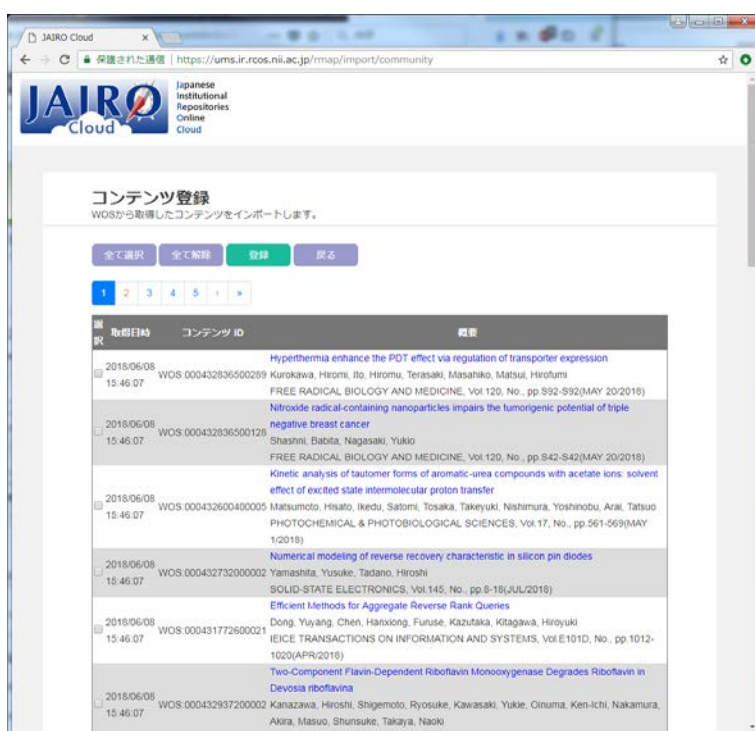 JAIRO Cloud
保護された通信 | https://ums.ir.rcos.nii.ac.jp/rmap/import/community
JAIRO
Cloud
Japanese
Institutional
Repositories
Online
Cloud
コンテンツ登録
WOSから取得したコンテンツをインポートします。
全て選択 全て解除 登録 戻る
1 2 3 4 5 › »
選択 取得日時 コンテンツ ID 概要
Hyperthermia enhance the PDT effect via regulation of transporter expression
2018/06/08 15:46:07 WOS:000432836500289 Kurokawa, Hiromi, Ito, Hiromu, Terasaki, Masahiko, Matsui, Hirofumi
FREE RADICAL BIOLOGY AND MEDICINE, Vol.120, No., pp.S92-S92(MAY 20/2018)
Nitroxide radical-containing nanoparticles impairs the tumorigenic potential of triple
negative breast cancer
2018/06/08 15:46:07 WOS:000432836500128
Shashni, Babita, Nagasaki, Yukio
FREE RADICAL BIOLOGY AND MEDICINE, Vol.120, No., pp.S42-S42(MAY 20/2018)
Kinetic analysis of tautomer forms of aromatic-urea compounds with acetate ions: solvent
effect of excited state intermolecular proton transfer
2018/06/08 15:46:07 WOS:000432600400005 Matsumoto, Hisato, Ikedu, Satomi, Tosaka, Takeyuki, Nishimura, Yoshinobu, Arai, Tatsuo
PHOTOCHEMICAL & PHOTOBIOLOGICAL SCIENCES, Vol.17, No., pp.561-569(MAY
1/2018)
Numerical modeling of reverse recovery characteristic in silicon pin diodes
2018/06/08 15:46:07 WOS:000432732000002 Yamashita, Yusuke, Tadano, Hiroshi
SOLID-STATE ELECTRONICS, Vol.145, No., pp.8-18(JUL/2018)
Efficient Methods for Aggregate Reverse Rank Queries
2018/06/08 15:46:07 WOS:000431772600021 Dong, Yuyang, Chen, Hanxiong, Furuse, Kazutaka, Kitagawa, Hiroyuki
IEICE TRANSACTIONS ON INFORMATION AND SYSTEMS, Vol.E101D, No., pp.1012-
1020(APR/2018)
Two-Component Flavin-Dependent Riboflavin Monooxygenase Degrades Riboflavin in
Devosia riboflavina
2018/06/08 15:46:07 WOS:000432937200002 Kanazawa, Hiroshi, Shigemoto, Ryosuke, Kawasaki, Yukie, Oinuma, Ken-Ichi, Nakamura,
Akira, Masuo, Shunsuke, Takaya, Naoki